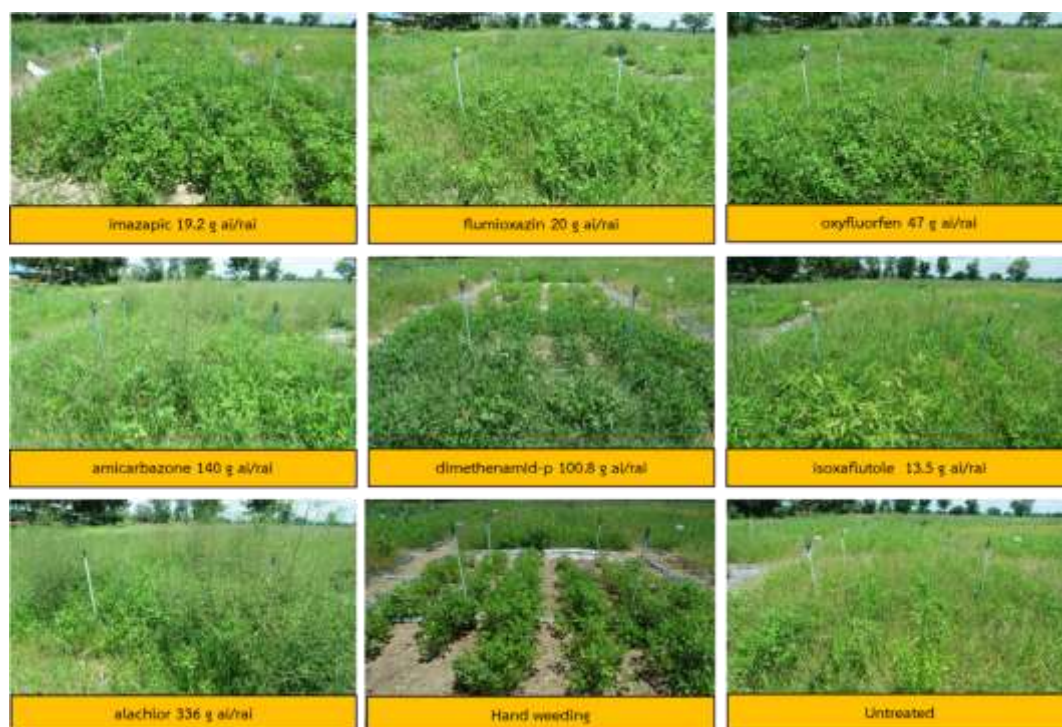 imazapic 19.2 g ai/rai
flumioxazin 20 g ai/rai
oxyfluorfen 47 g ai/rai
amicarbazone 140 g ai/rai
dimethenamid-p 100.8 g ai/rai
isoxaflutole 13.5 g ai/rai
alachlor 336 g ai/rai
Hand weeding
Untreated